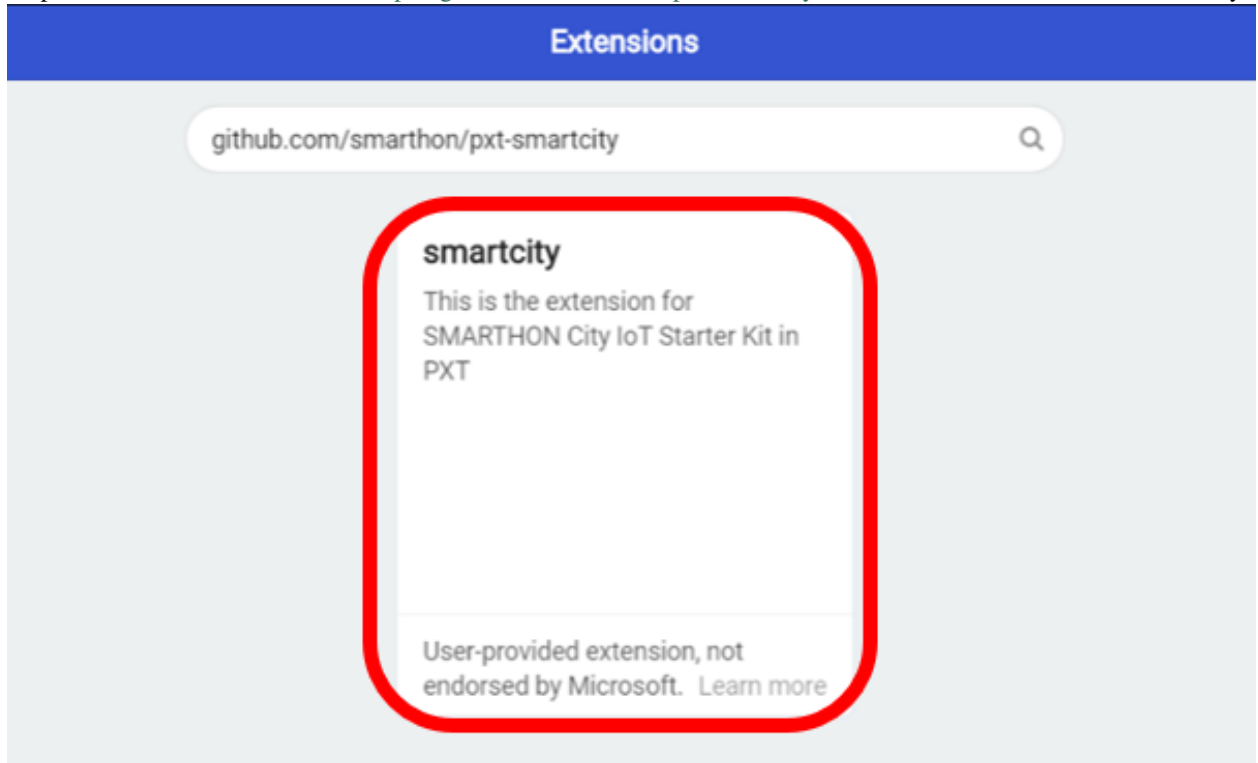 Extensions
github.com/smarthon/pxt-smartcity
smartcity
This is the extension for
SMARTHON City IoT Starter Kit in
PXT
User-provided extension, not
endorsed by Microsoft. Learn more